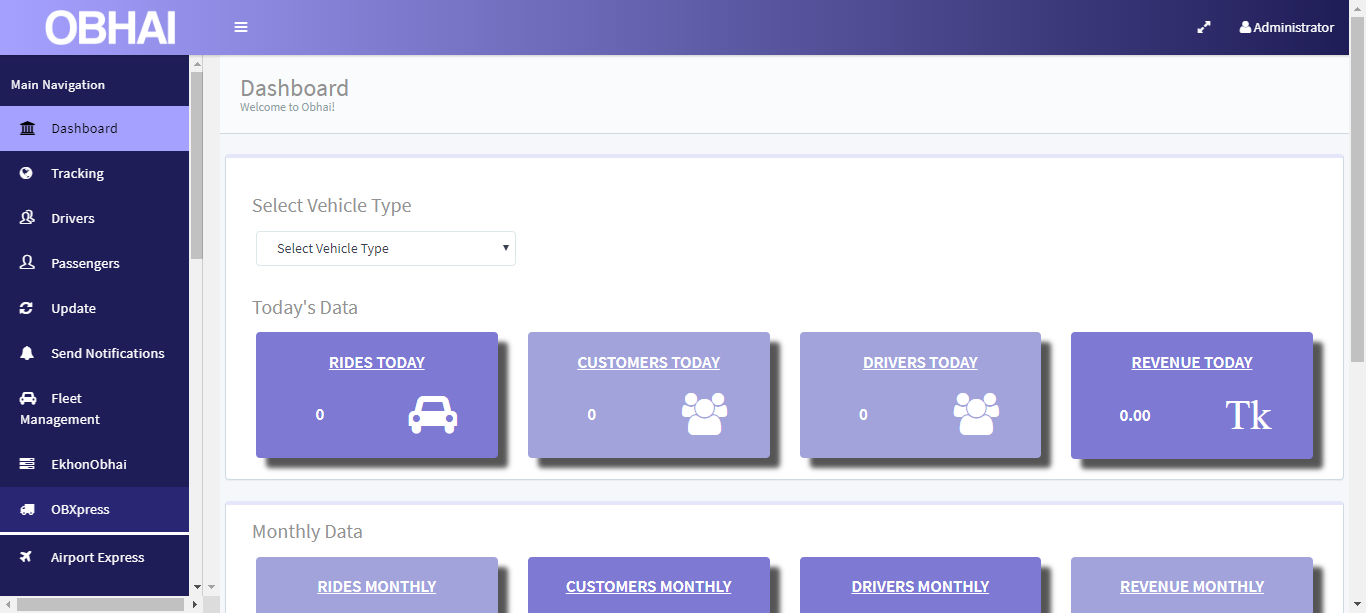 OBHAI
Administrator
Main Navigation
Dashboard
Tracking
Drivers
Passengers
Update
Send Notifications
Fleet
Management
EkhonObhai
OBXpress
Airport Express
Dashboard
Welcome to Obhai!
Select Vehicle Type
Select Vehicle Type
Today's Data
RIDES TODAY
0
CUSTOMERS TODAY
0
DRIVERS TODAY
0
REVENUE TODAY
0.00 Tk
Monthly Data
RIDES MONTHLY
CUSTOMERS MONTHLY
DRIVERS MONTHLY
REVENUE MONTHLY